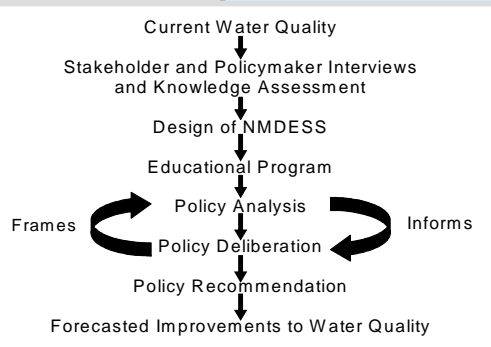 Current Water Quality
Stakeholder and Policymaker Interviews
and Knowledge Assessment
Design of NMDESS
Educational Program
Policy Analysis
Frames
Informs
Policy Deliberation
Policy Recommendation
Forecasted Improvements to Water Quality